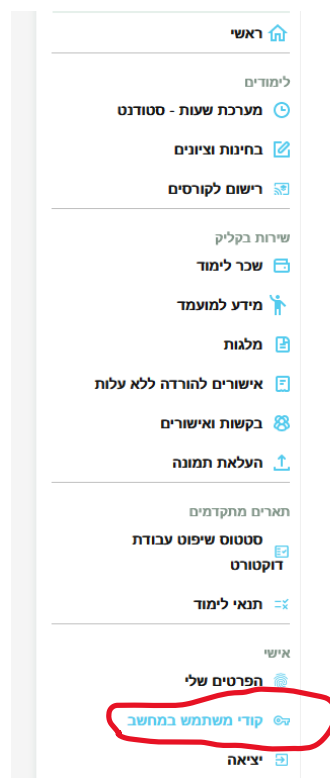 ראשי
לימודים
מערכת שעות - סטודנט
בחינות וציונים
רישום לקורסים
שירות בקליק
שכר לימוד
מידע למועמד
מלגות
אישורים להורדה ללא עלות
בקשות ואישורים
העלאת תמונה
תארים מתקדמים
סטטוס שיפוט עבודת
דוקטורט
תנאי לימוד
אישי
הפרטים שלי
קודי משתמש במחשב
יציאה